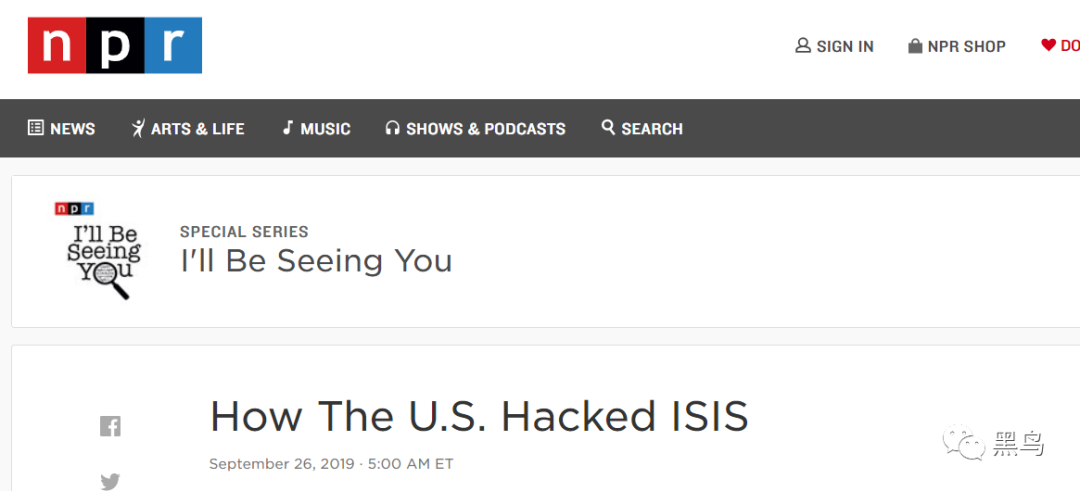 npr
SIGN IN
NPR SHOP
DO
NEWS
ARTS & LIFE
MUSIC
SHOWS & PODCASTS
SEARCH
npr
I'll Be
Seeing
You
SPECIAL SERIES
I'll Be Seeing You
How The U.S. Hacked ISIS
September 26, 2019 · 5:00 AM ET
黑鸟